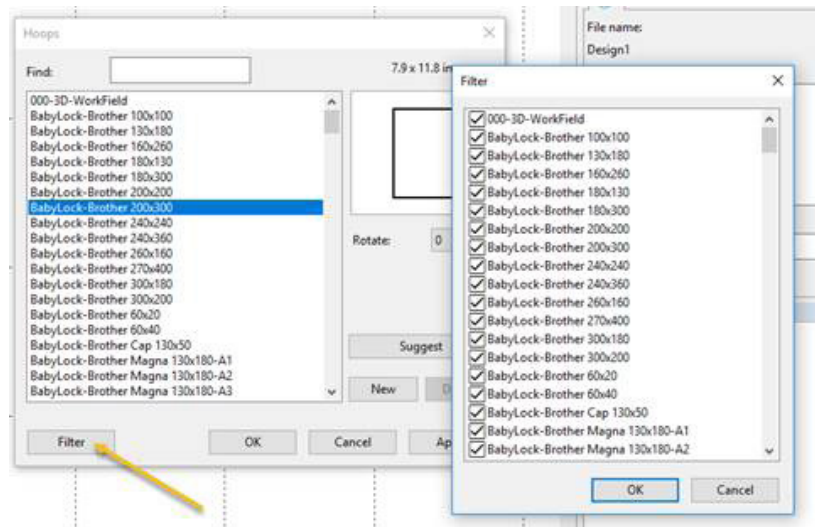 Hoops
Find:
7.9 x 11.8 in
000-3D-WorkField
BabyLock-Brother 100x100
BabyLock-Brother 130x180
BabyLock-Brother 160x260
BabyLock-Brother 180x130
BabyLock-Brother 180x300
BabyLock-Brother 200x200
BabyLock-Brother 200x300
BabyLock-Brother 240x240
BabyLock-Brother 240x360
BabyLock-Brother 260x160
BabyLock-Brother 270x400
BabyLock-Brother 300x180
BabyLock-Brother 300x200
BabyLock-Brother 60x20
BabyLock-Brother 60x40
BabyLock-Brother Cap 130x50
BabyLock-Brother Magna 130x180-A1
BabyLock-Brother Magna 130x180-A2
BabyLock-Brother Magna 130x180-A3
Rotate: 0
Suggest
New D
Filter OK Cancel Ap
File name:
Design1
Filter
000-3D-WorkField
BabyLock-Brother 100x100
BabyLock-Brother 130x180
BabyLock-Brother 160x260
BabyLock-Brother 180x130
BabyLock-Brother 180x300
BabyLock-Brother 200x200
BabyLock-Brother 200x300
BabyLock-Brother 240x240
BabyLock-Brother 240x360
BabyLock-Brother 260x160
BabyLock-Brother 270x400
BabyLock-Brother 300x180
BabyLock-Brother 300x200
BabyLock-Brother 60x20
BabyLock-Brother 60x40
BabyLock-Brother Cap 130x50
BabyLock-Brother Magna 130x180-A1
BabyLock-Brother Magna 130x180-A2
OK Cancel